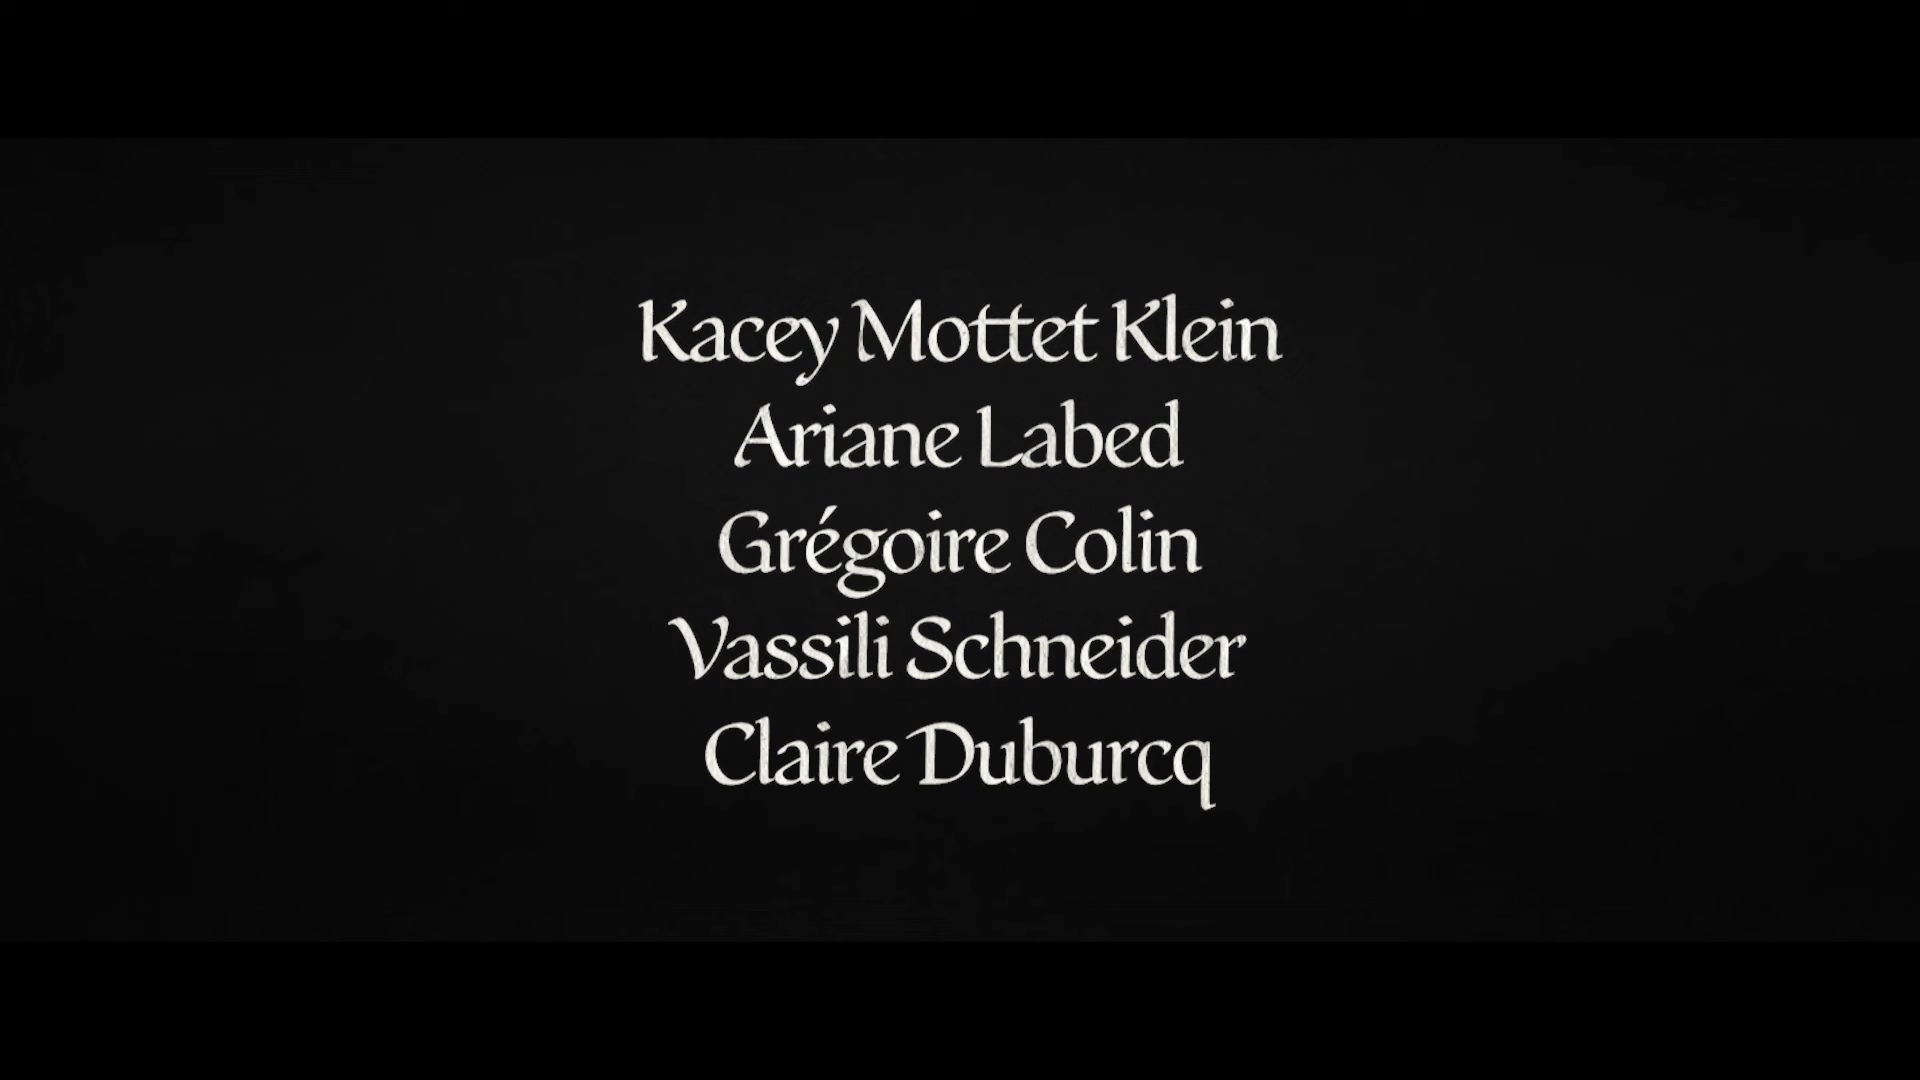 Kacey Mottet Klein
Ariane Labed
Grégoire Colin
Vassili Schneider
Claire Duburcq